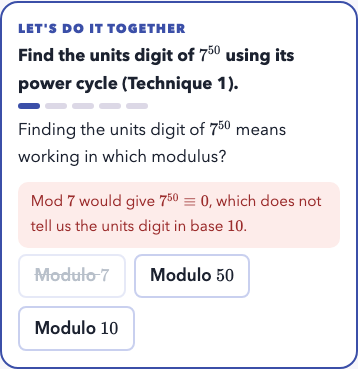 LET'S DO IT TOGETHER
Find the units digit of 7^50 using its
power cycle (Technique 1).
Finding the units digit of 7^50 means
working in which modulus?
Mod 7 would give 7^50 ≡ 0, which does not
tell us the units digit in base 10.
Modulo 7
Modulo 50
Modulo 10